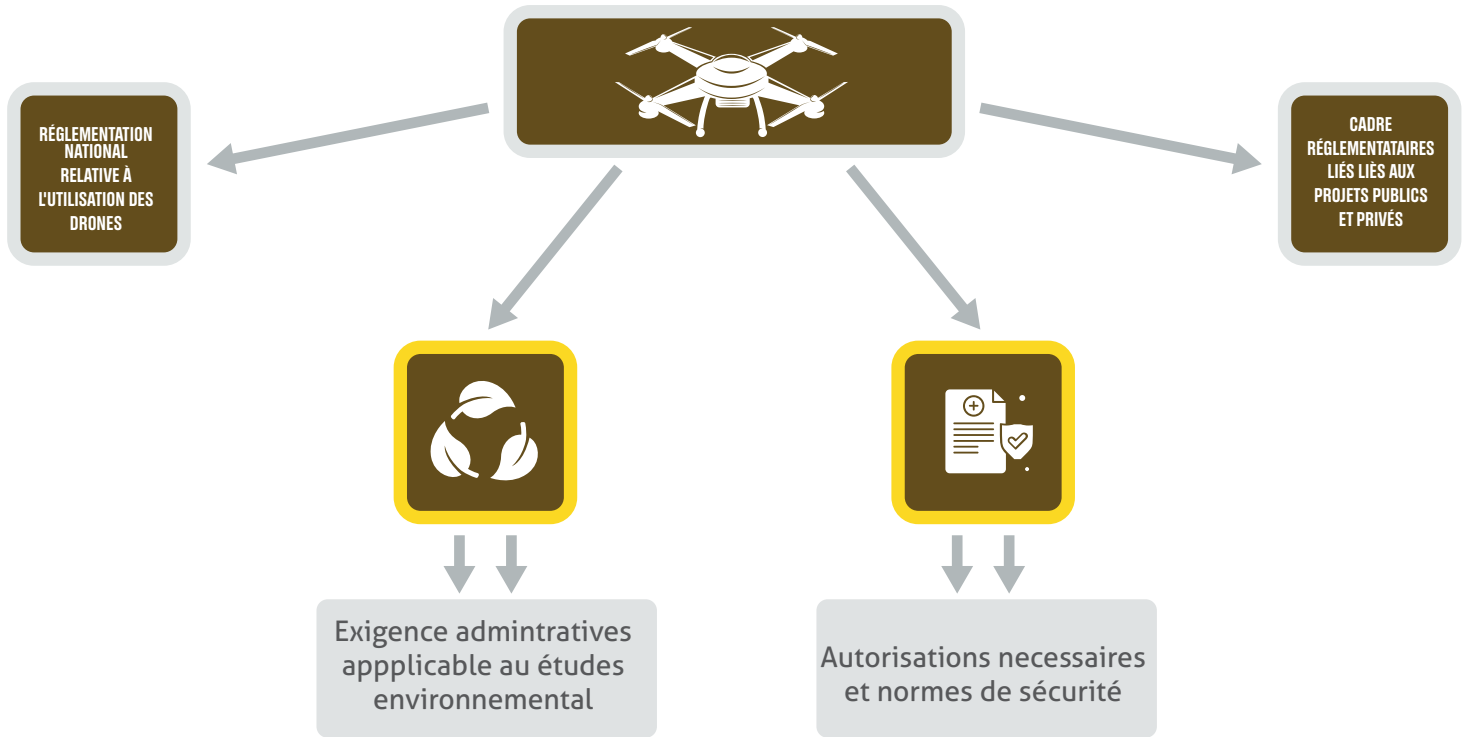 RÉGLEMENTATION
NATIONAL
RELATIVE À
L'UTILISATION DES
DRONES
CADRE
RÉGLEMENTATAIRES
LIÉS LIÈS AUX
PROJETS PUBLICS
ET PRIVÉS
Exigence admintratives
appplicable au études
environnemental
Autorisations necessaires
et normes de sécurité